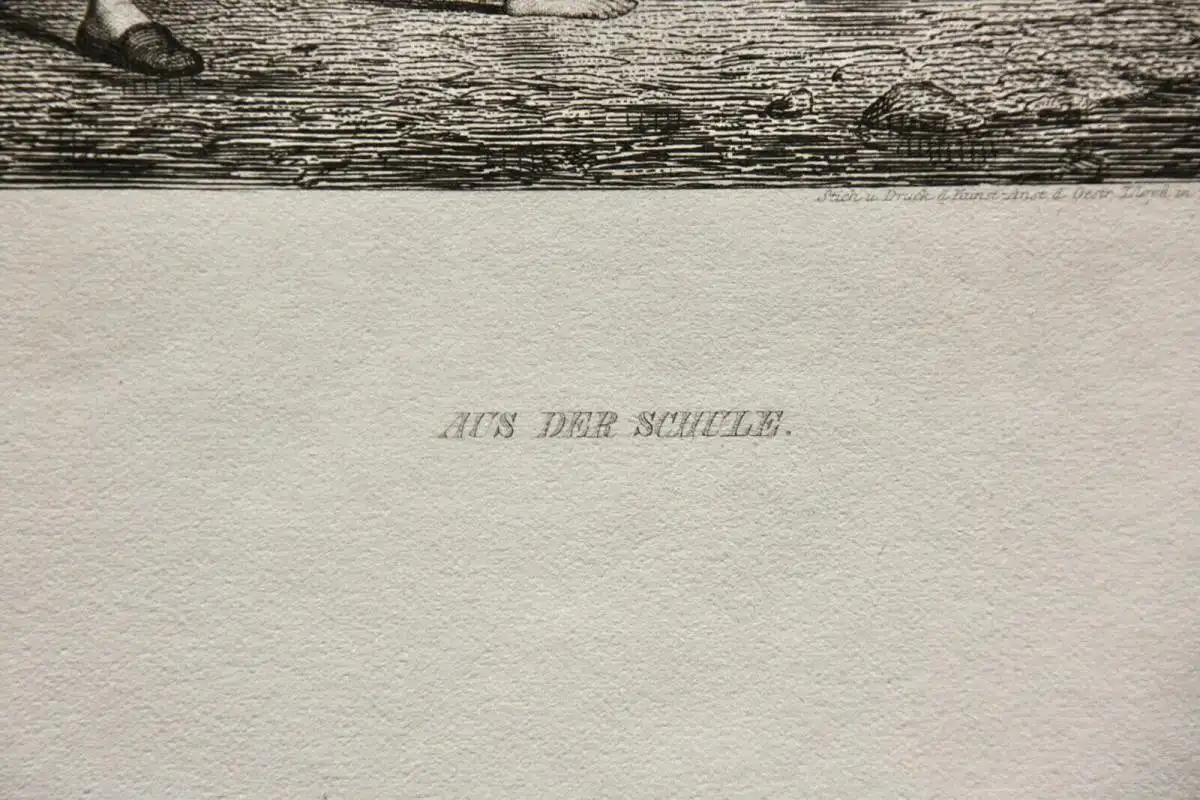 Stich u Druck d Kunst-Anst d Oestr Lloyd in
AUS DER SCHULE.